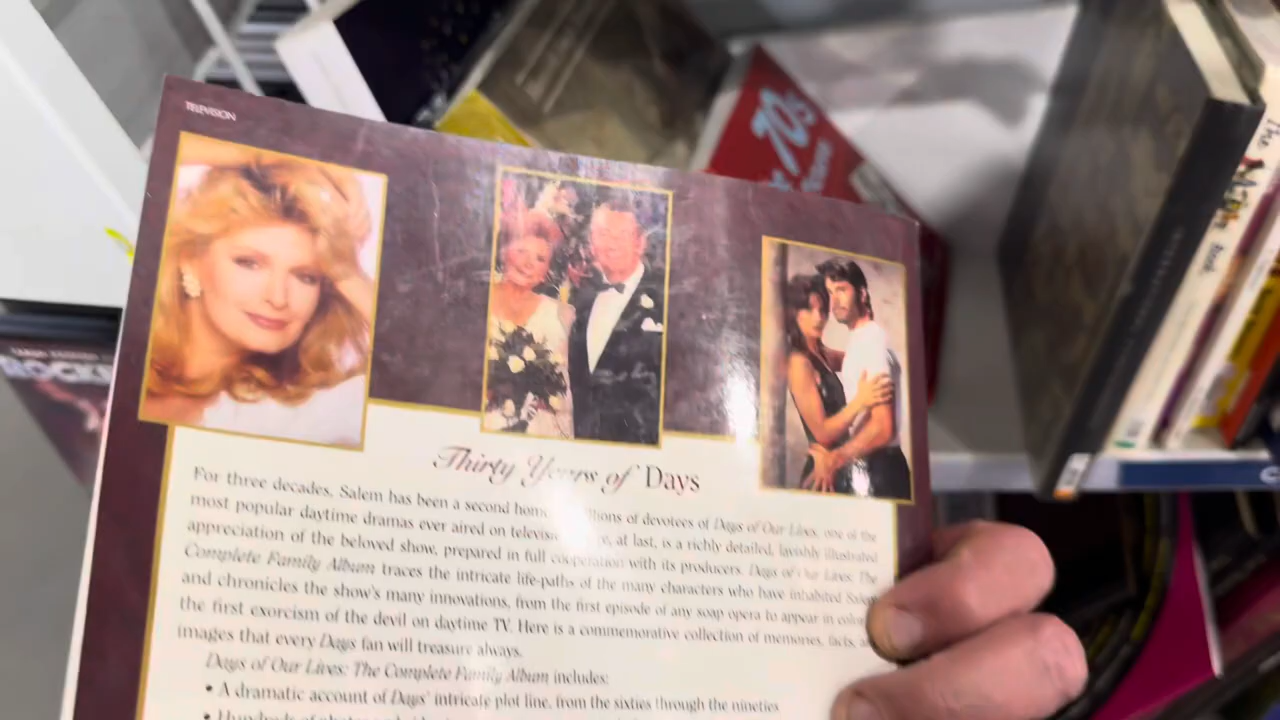 TELEVISION
70s
Thirty Years of Days
For three decades, Salem has been a second home of devotees of Days of Our Lives, one of the
most popular daytime dramas ever aired on at last, is a richly detailed, lavishly illustrated
appreciation of the beloved show, prepared in full cooperation with its producers. Days of Our Lives: The
Complete Family Album traces the intricate life-paths of the many characters who have inhabited Salem
and chronicles the show's many innovations, from the first episode of any soap opera to appear in color
the first exorcism of the devil on daytime TV. Here is a commemorative collection of memories, facts,
images that every Days fan will treasure always.
Days of Our Lives: The Complete Family Album includes:
• A dramatic account of Days' intricate plot line, from the sixties through the nineties
• Hundreds of photos